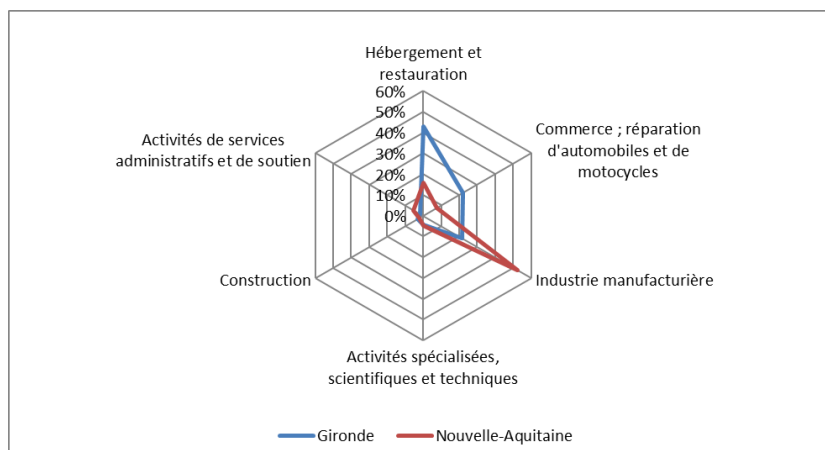 Hébergement et
restauration
60%
50%
40%
30%
20%
10%
0%
Commerce ; réparation
d'automobiles et de
motocycles
Industrie manufacturière
Activités spécialisées,
scientifiques et techniques
Construction
Activités de services
administratifs et de soutien
Gironde
Nouvelle-Aquitaine